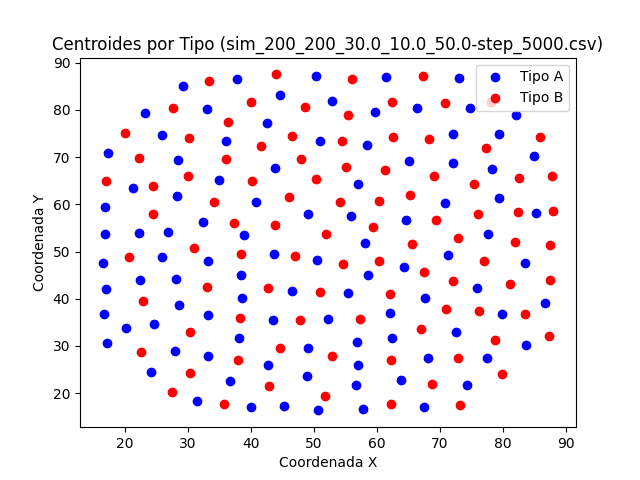 Centroides por Tipo (sim_200_200_30.0_10.0_50.0-step_5000.csv)
Tipo A
Tipo B
90
80
70
60
50
40
30
20
Coordenada Y
20 30 40 50 60 70 80 90
Coordenada X